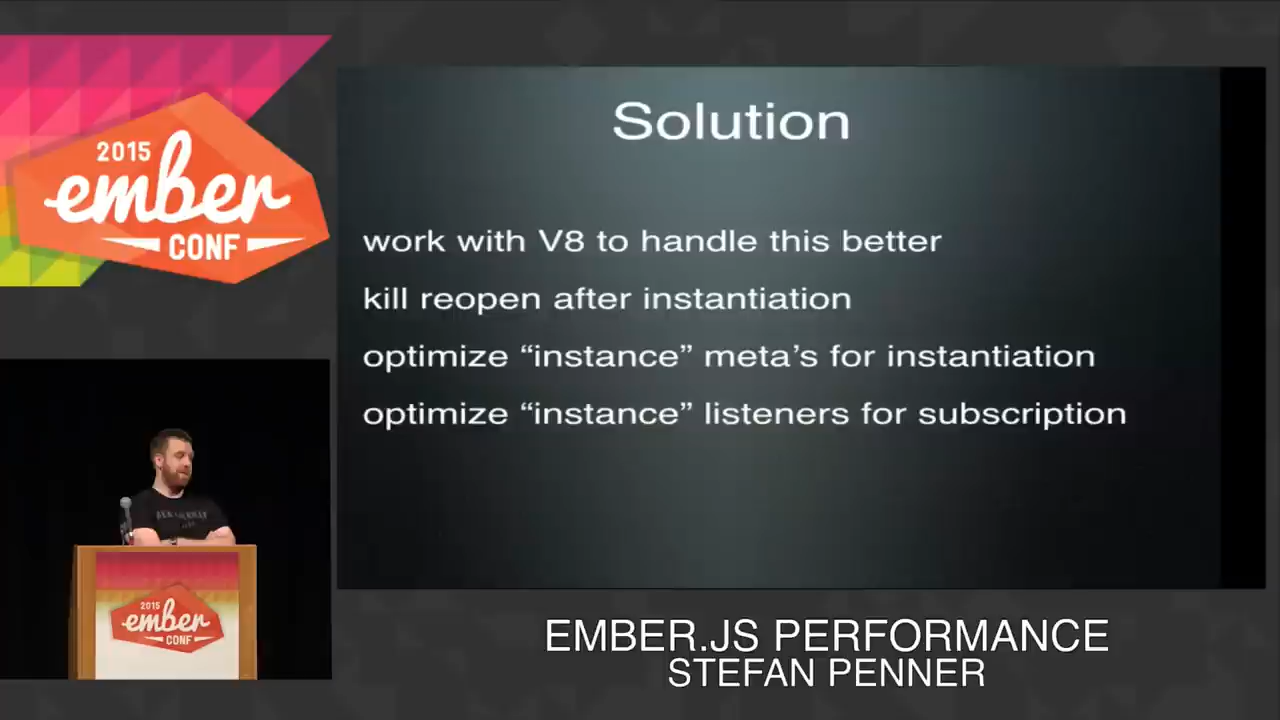 2015
ember
CONF
Solution
work with V8 to handle this better
kill reopen after instantiation
optimize “instance” meta’s for instantiation
optimize “instance” listeners for subscription
2015
ember
CONF
EMBER.JS PERFORMANCE
STEFAN PENNER